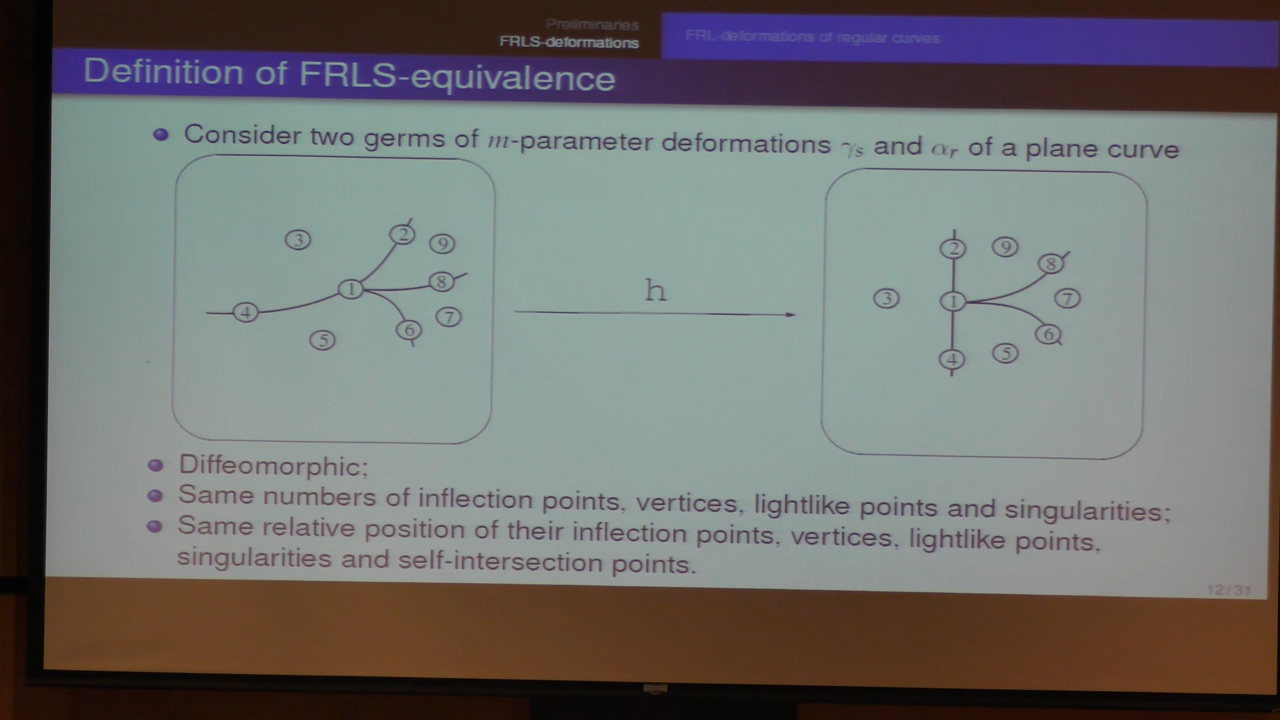 Preliminaries
FRLS-deformations
FRL-deformations of regular curves
Definition of FRLS-equivalence
Consider two germs of m-parameter deformations γs and αr of a plane curve
3
2
9
1
8
4
7
6
5
h
2
9
8
3
1
7
6
4
5
Diffeomorphic;
Same numbers of inflection points, vertices, lightlike points and singularities;
Same relative position of their inflection points, vertices, lightlike points,
singularities and self-intersection points.
12/31